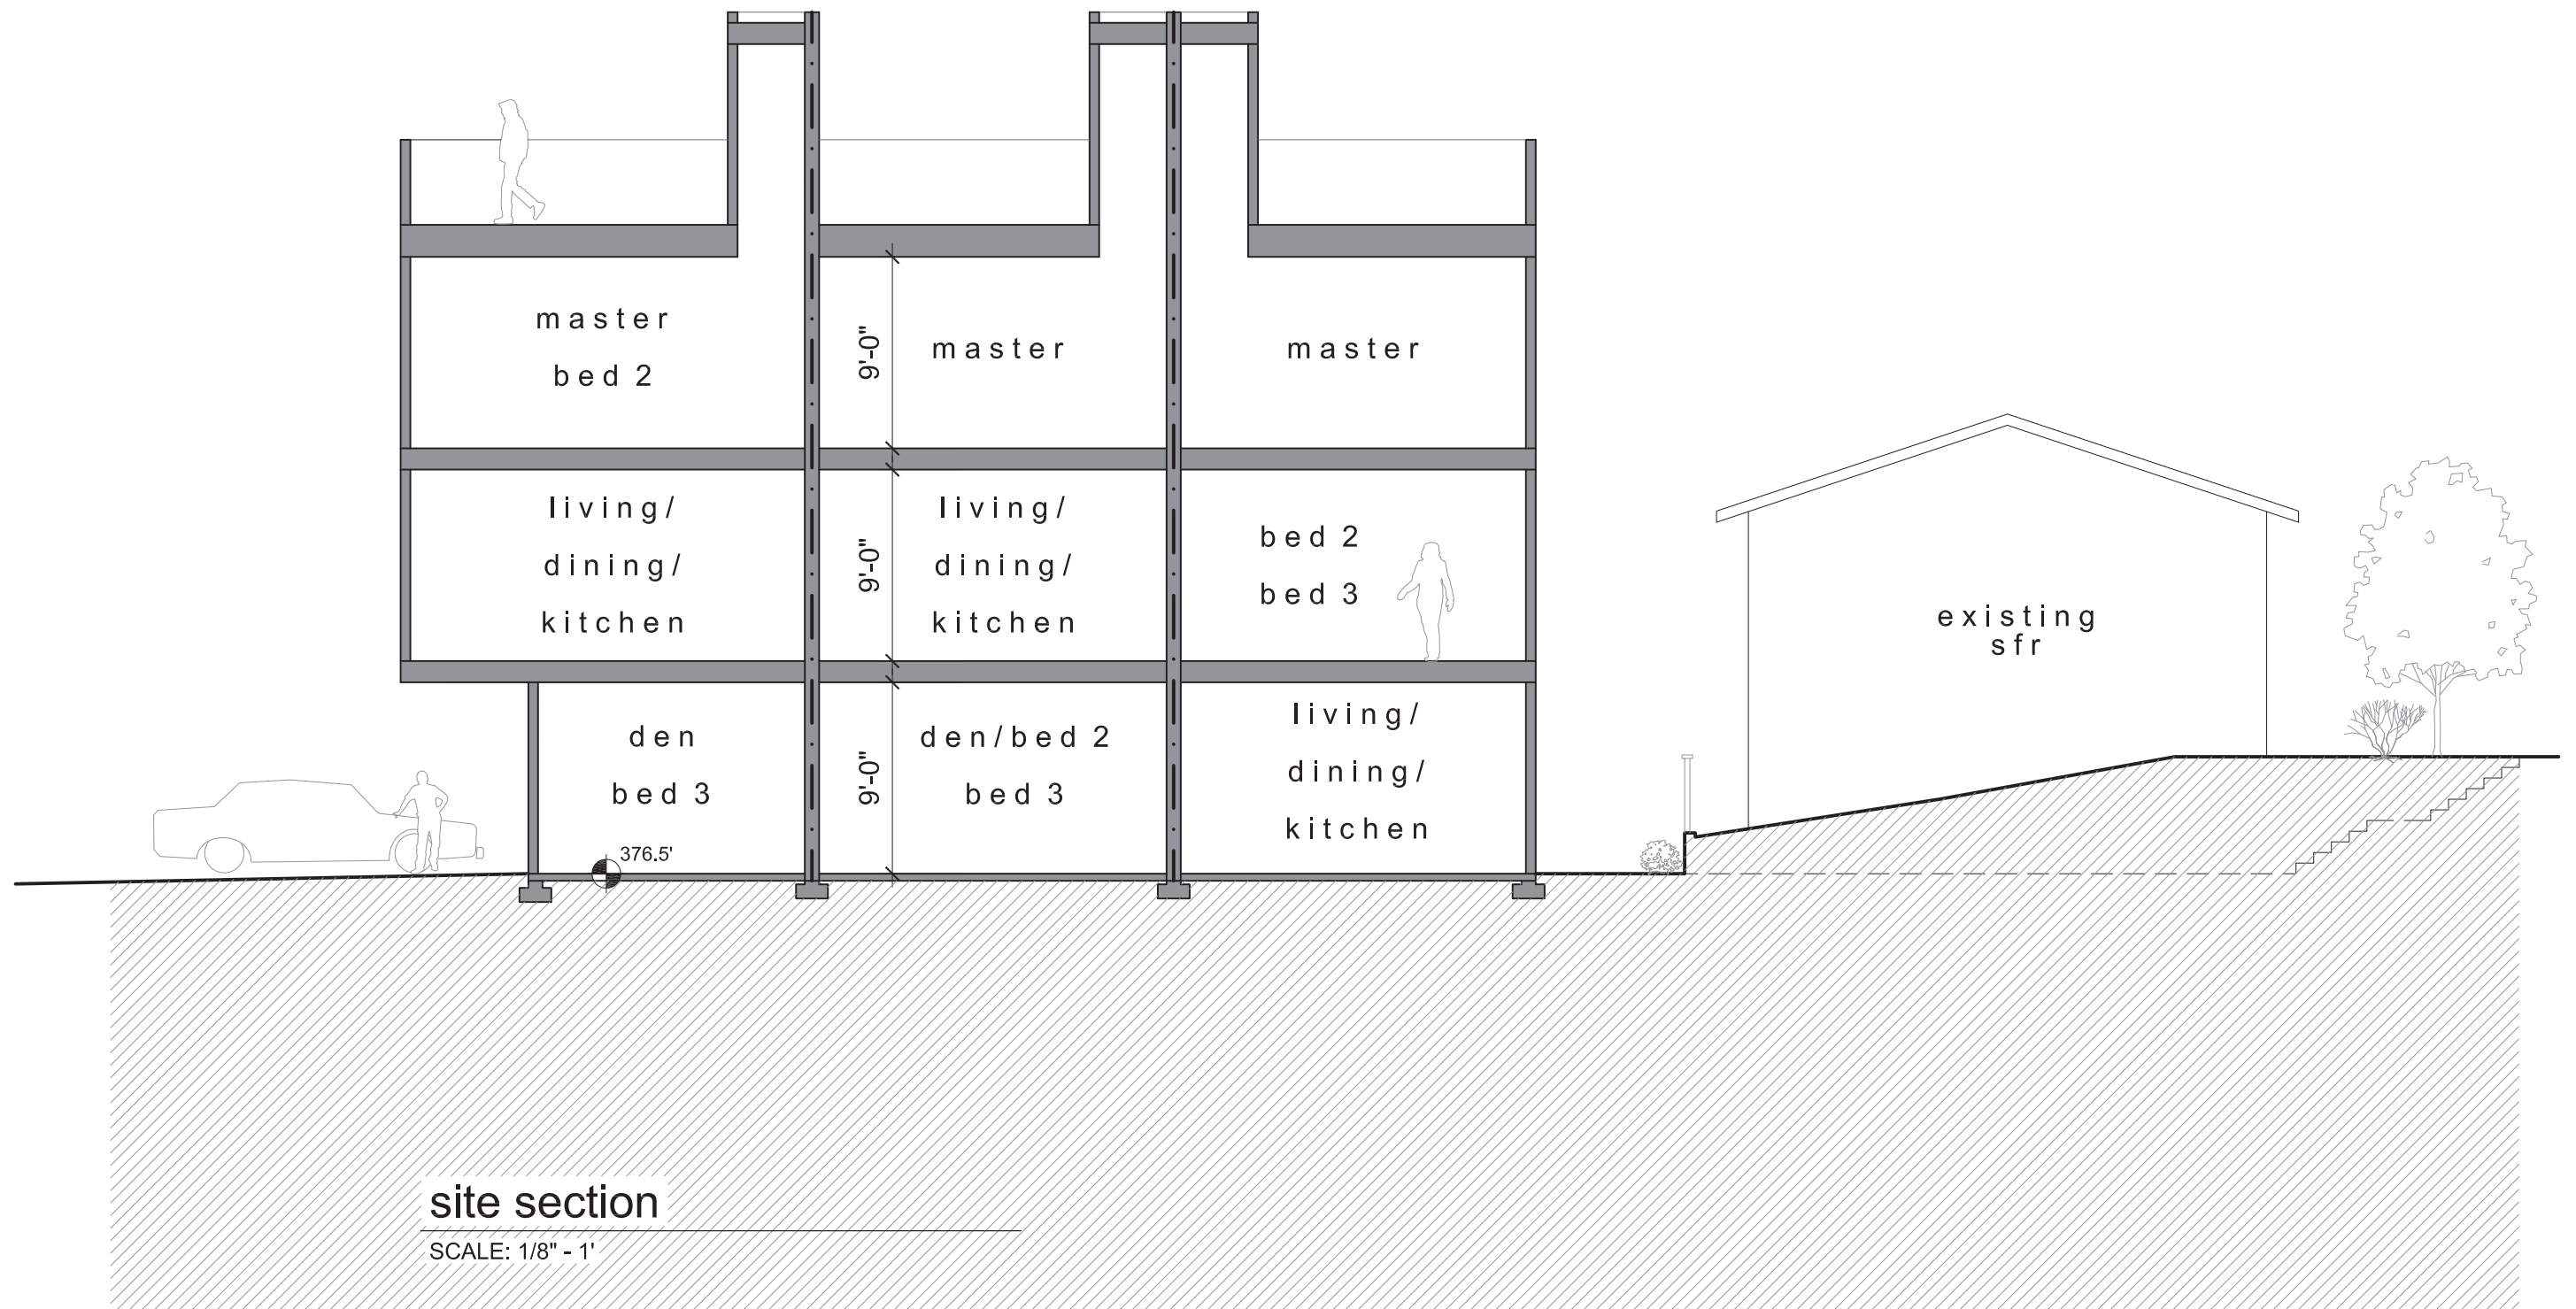 master
bed 2
9'-0"
master
master
living/
dining/
kitchen
9'-0"
living/
dining/
kitchen
bed 2
bed 3
existing
sfr
den
bed 3
9'-0"
den/bed 2
bed 3
living/
dining/
kitchen
376.5'
site section
SCALE: 1/8" - 1'